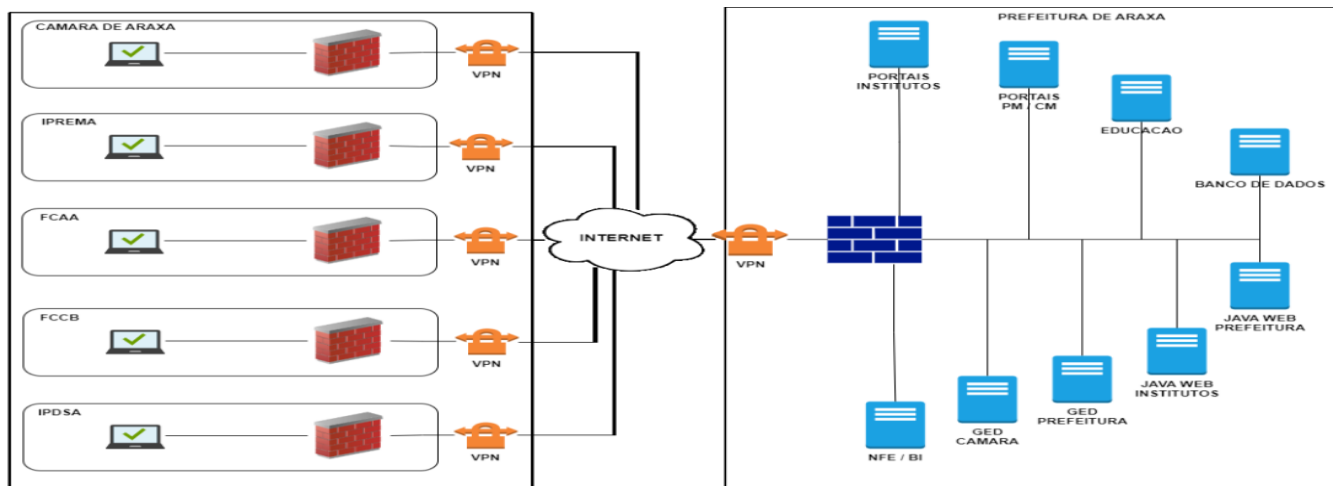 CAMARA DE ARAXA
VPN
IPREMA
VPN
FCAA
VPN
FCCB
VPN
IPDSA
VPN
INTERNET
PREFEITURA DE ARAXA
VPN
PORTAIS
INSTITUTOS
PORTAIS
PM / CM
EDUCACAO
BANCO DE DADOS
JAVA WEB
PREFEITURA
JAVA WEB
INSTITUTOS
GED
PREFEITURA
GED
CAMARA
NFE / BI